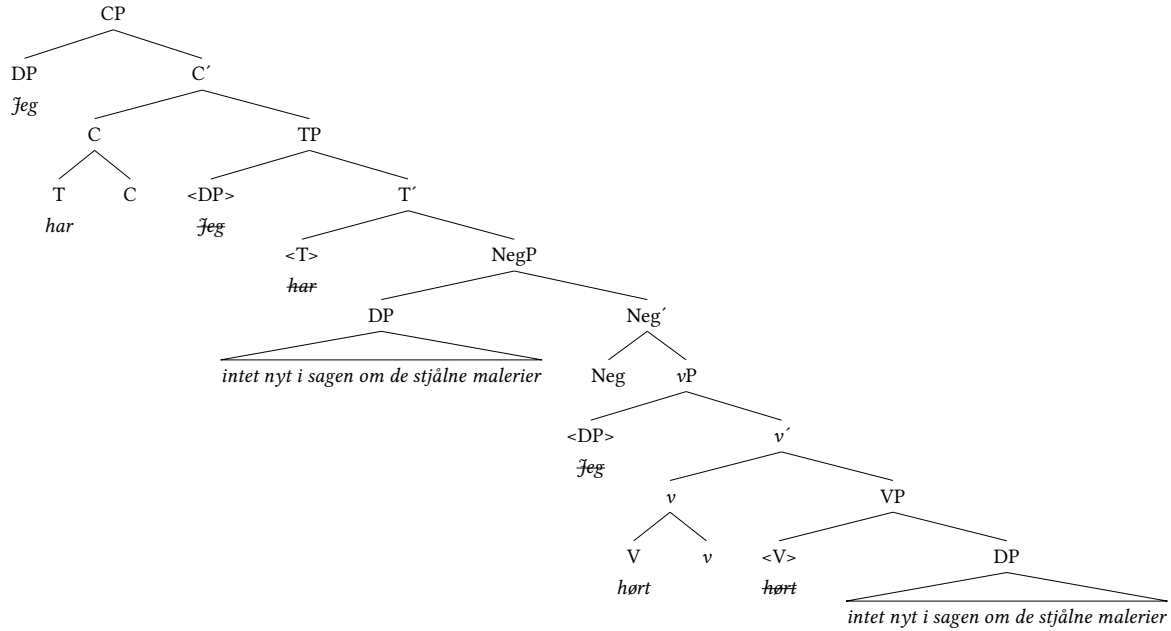 CP
DP C´
Jeg
C TP
T C <DP> T´
har Jeg
<T> NegP
har
DP Neg´
intet nyt i sagen om de stjålne malerier Neg vP
<DP> v´
Jeg
v VP
V v <V> DP
hørt hørt
intet nyt i sagen om de stjålne malerier